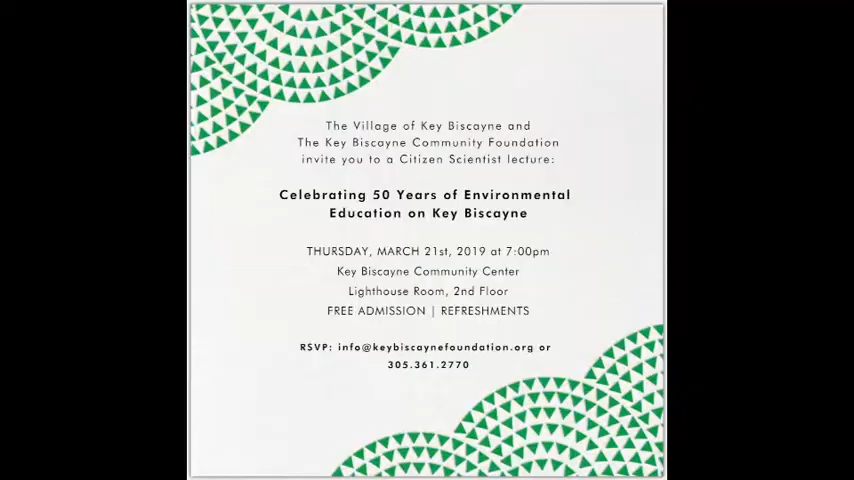 The Village of Key Biscayne and
The Key Biscayne Community Foundation
invite you to a Citizen Scientist lecture:
Celebrating 50 Years of Environmental
Education on Key Biscayne
THURSDAY, MARCH 21st, 2019 at 7:00pm
Key Biscayne Community Center
Lighthouse Room, 2nd Floor
FREE ADMISSION | REFRESHMENTS
RSVP: info@keybiscaynefoundation.org or
305.361.2770